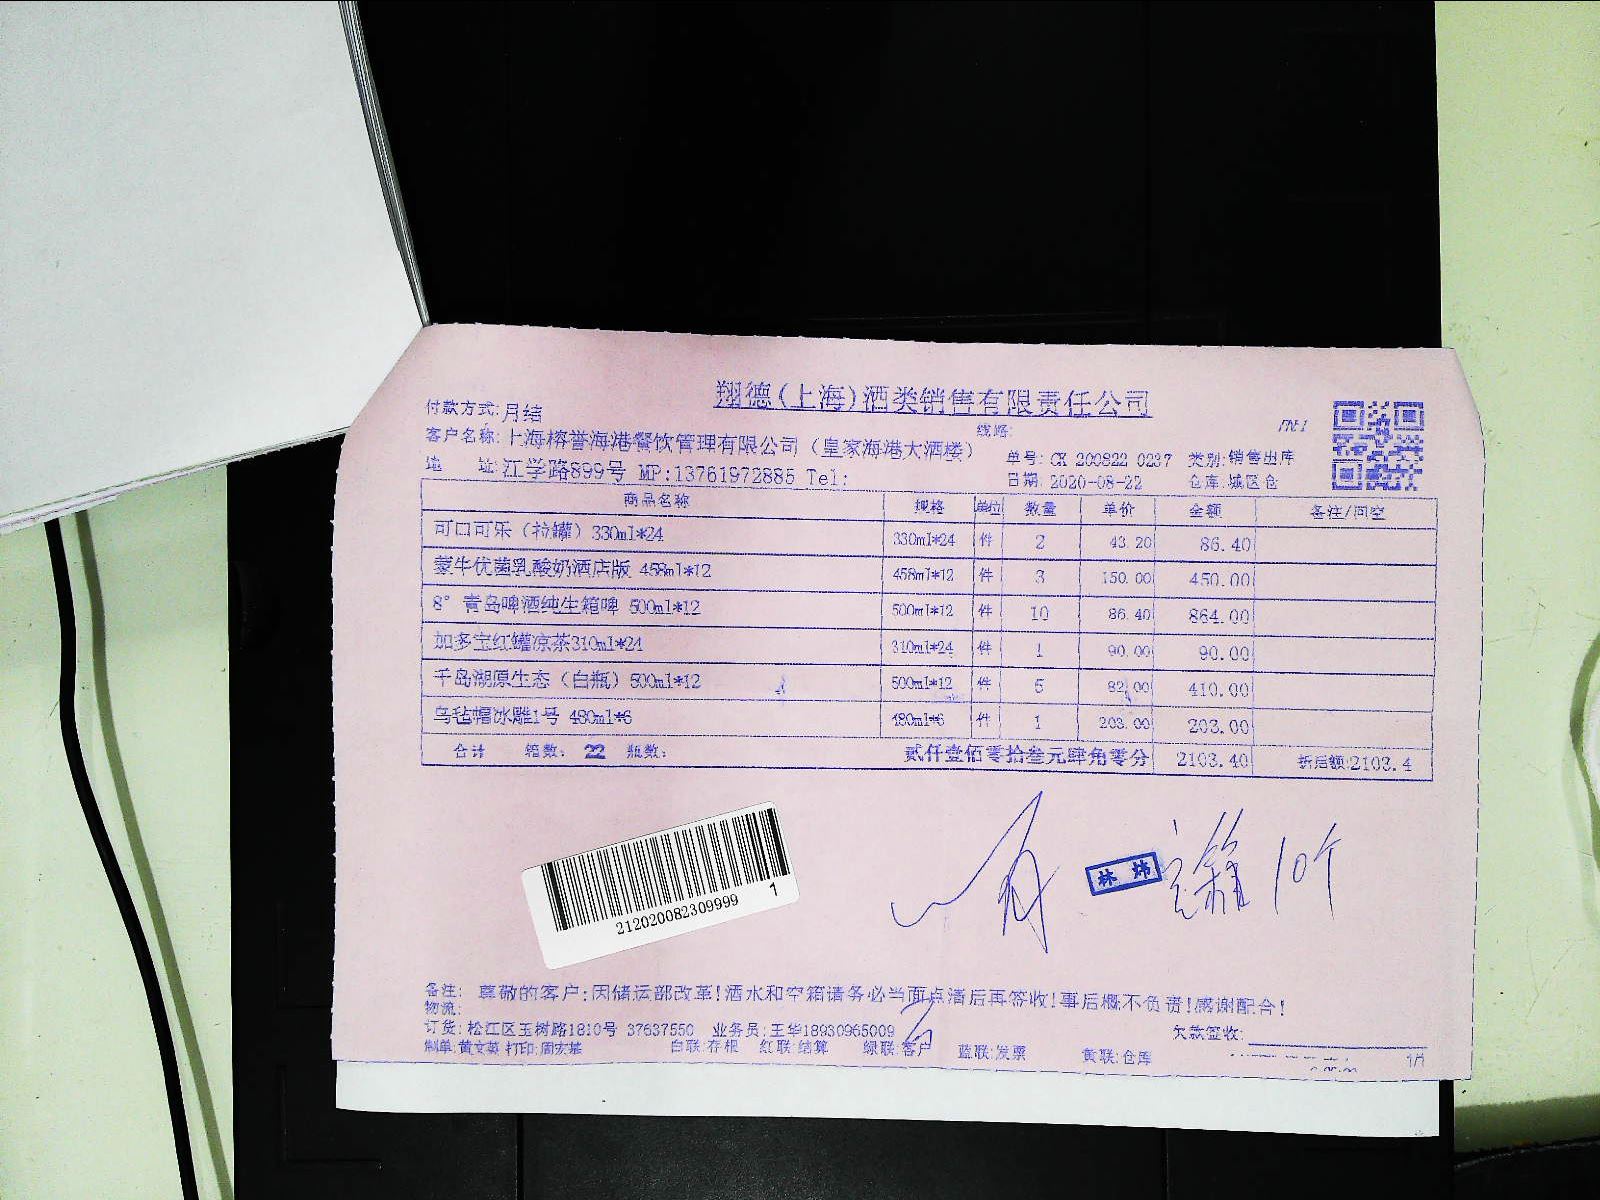 翔德(上海)酒类销售有限责任公司
付款方式:月结
线路:
客户名称:上海榕誉海港餐饮管理有限公司(皇家海港大酒楼)
单号: CK-200822-0237 类别:销售出库
地 址:江学路899号 MP:13761972885 Tel:
日期: 2020-08-22 仓库:城区仓
商品名称 规格 单位 数量 单价 金额 备注/回空
可口可乐(拉罐)330ml*24 330ml*24 件 2 43.20 86.40
蒙牛优菌乳酸奶酒店版 458ml*12 458ml*12 件 3 150.00 450.00
8°青岛啤酒纯生箱啤 500ml*12 500ml*12 件 10 86.40 864.00
加多宝红罐凉茶310ml*24 310ml*24 件 1 90.00 90.00
千岛湖原生态(白瓶)500ml*12 500ml*12 件 5 82.00 410.00
乌毡帽冰雕1号 480ml*6 480ml*6 件 1 203.00 203.00
合计 箱数: 22 瓶数: 贰仟壹佰零拾叁元肆角零分 2103.40 折后额:2103.4
林炜
10个
212020082309999 1
备注: 尊敬的客户:因储运部改革!酒水和空箱请务必当面点清后再签收!事后概不负责!感谢配合!
物流:
订货: 松江区玉树路1810号 37637550 业务员:王华18930965009
欠款签收:
制单:黄文英 打印:周宏基 白联:存根 红联:结算 绿联:客户 蓝联:发票 黄联:仓库
1/1